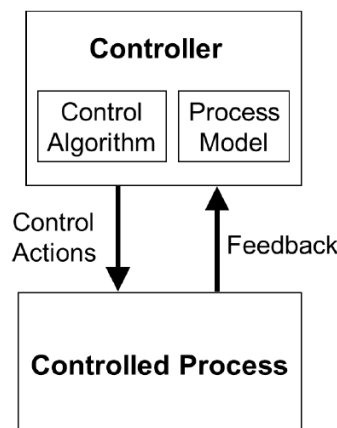 Controller
Control
Algorithm
Process
Model
Control
Actions
Feedback
Controlled Process